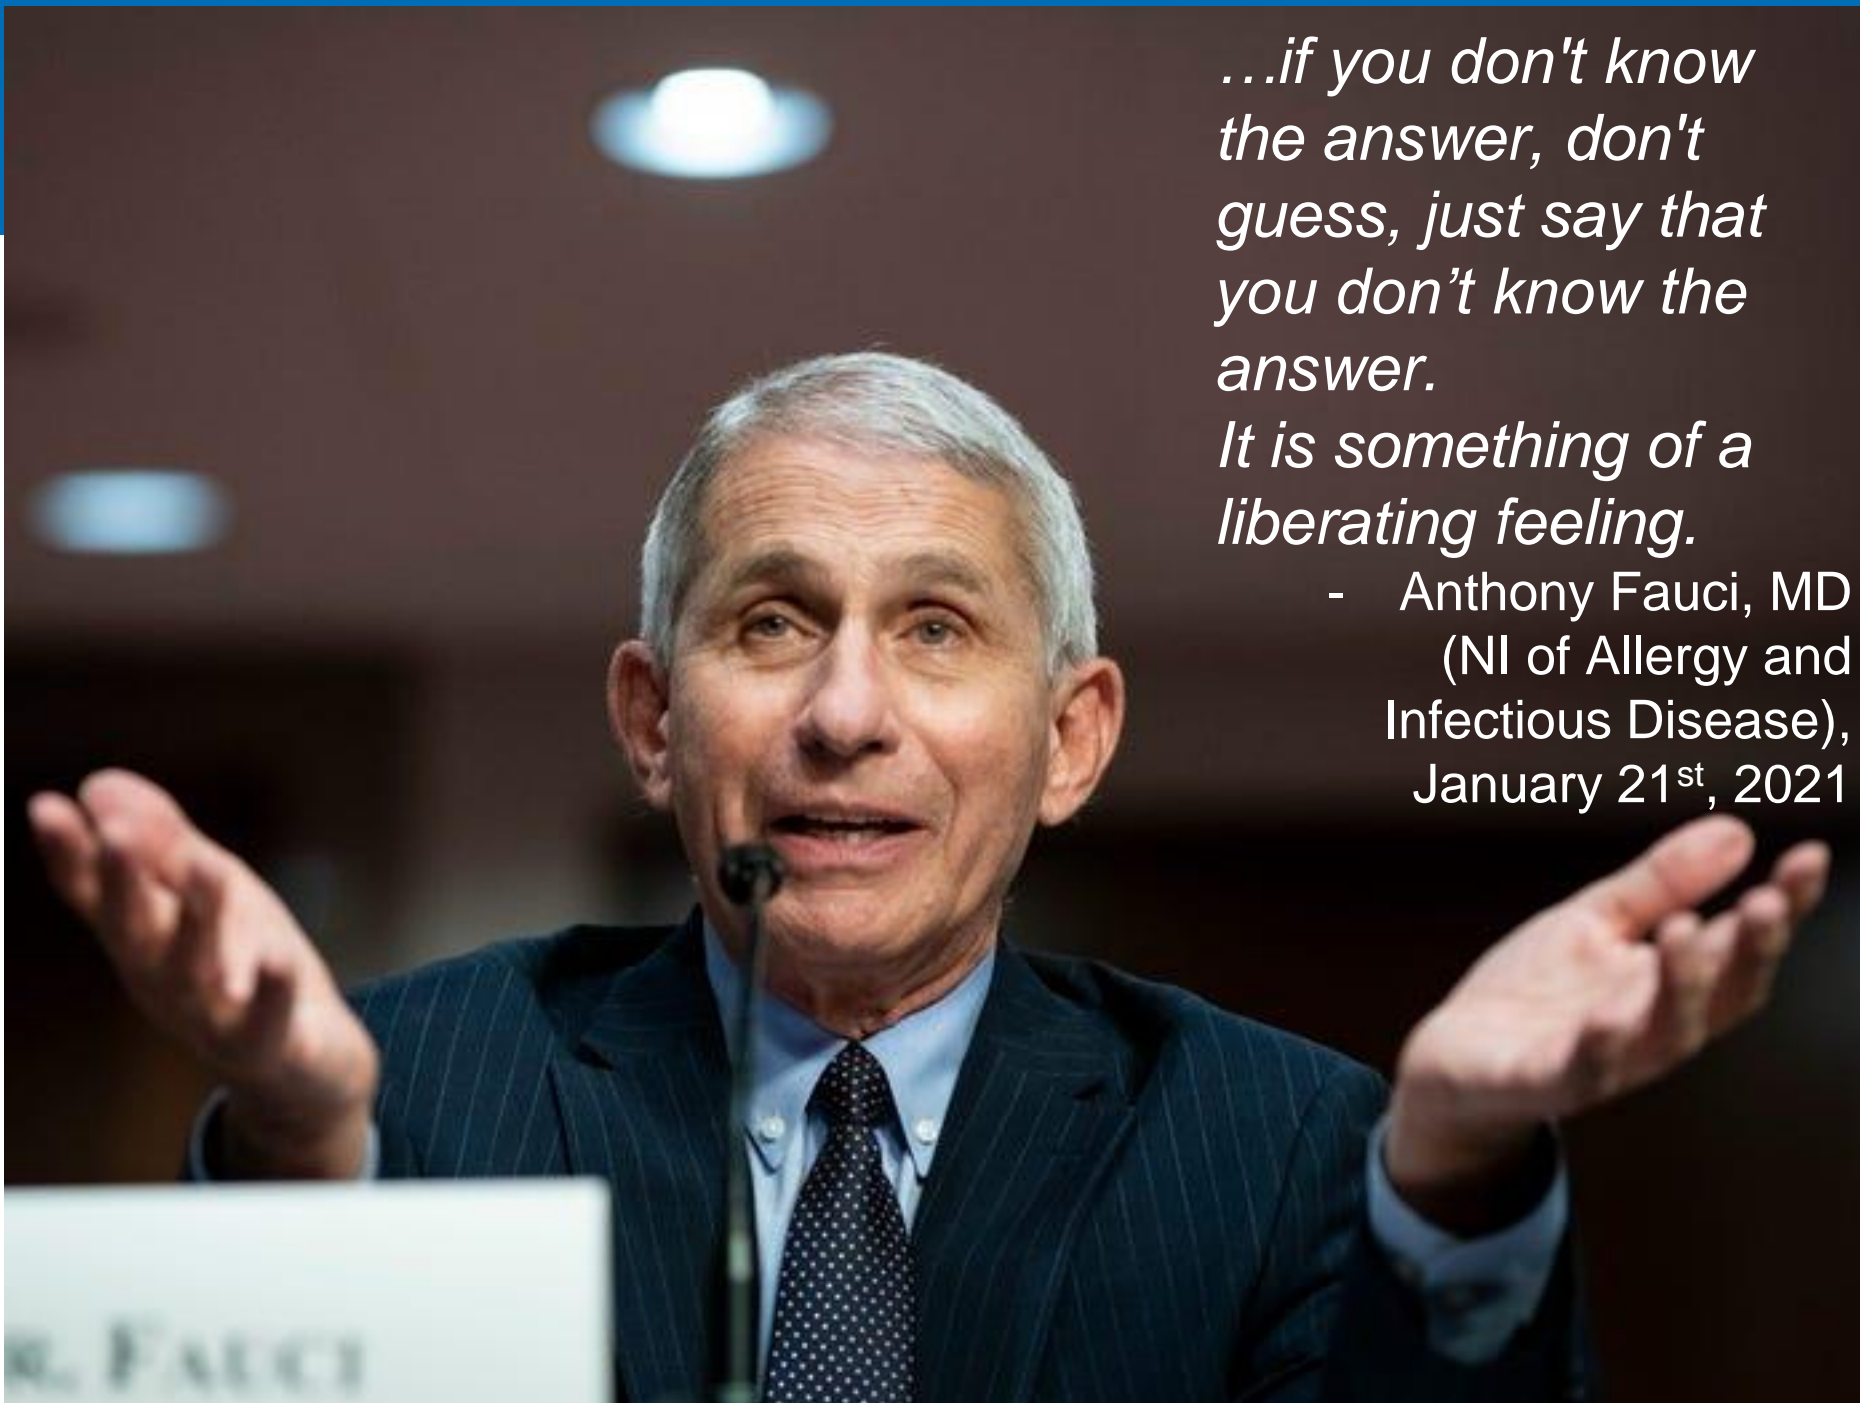 …if you don't know
the answer, don't
guess, just say that
you don’t know the
answer.
It is something of a
liberating feeling.
- Anthony Fauci, MD
(NI of Allergy and
Infectious Disease),
January 21st, 2021
R. FAUCI